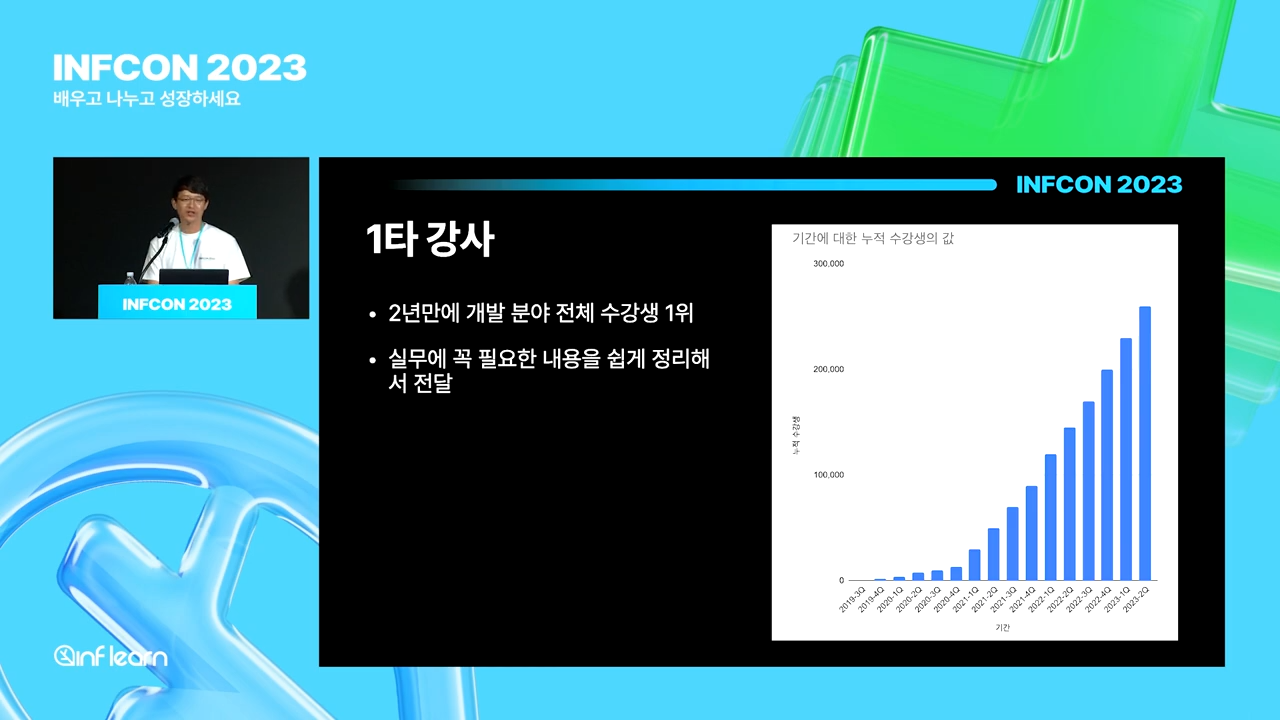 INFCON 2023
배우고 나누고 성장하세요
INFCON 2023
INFCON 2023
1타 강사
• 2년만에 개발 분야 전체 수강생 1위
• 실무에 꼭 필요한 내용을 쉽게 정리해
서 전달
기간에 대한 누적 수강생의 값
300,000
200,000
100,000
0
누적 수강생
2019-3Q
2019-4Q
2020-1Q
2020-2Q
2020-3Q
2020-4Q
2021-1Q
2021-2Q
2021-3Q
2021-4Q
2022-1Q
2022-2Q
2022-3Q
2022-4Q
2023-1Q
2023-2Q
기간
inflearn